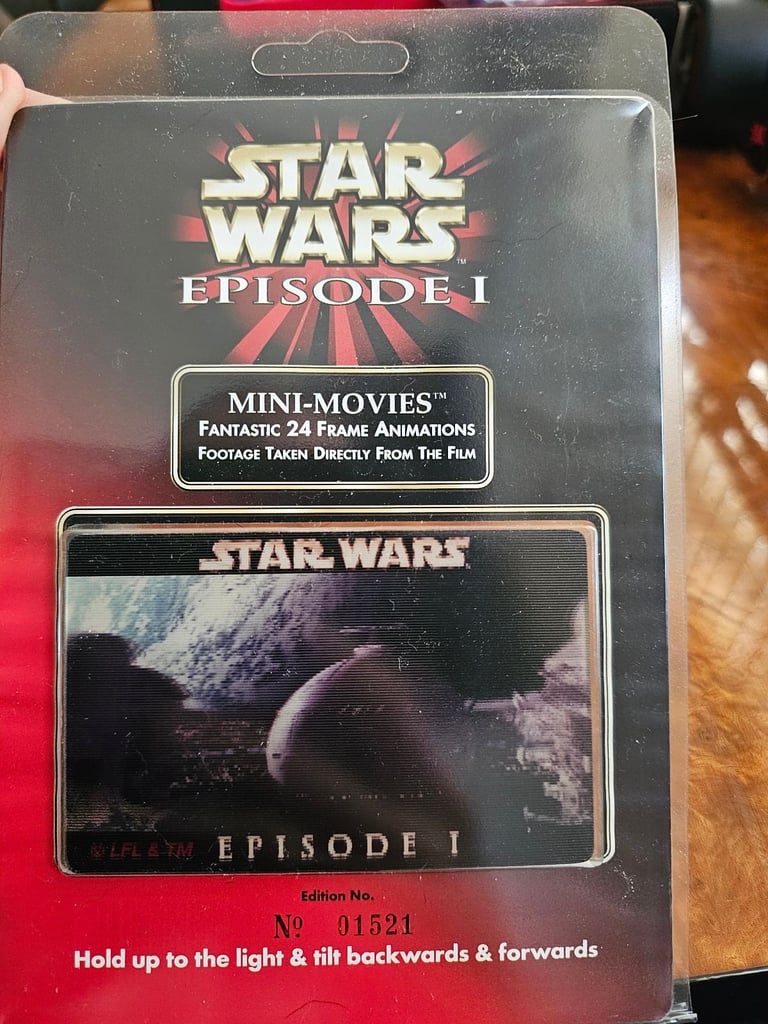 STAR
WARS™
EPISODE I
MINI-MOVIES™
FANTASTIC 24 FRAME ANIMATIONS
FOOTAGE TAKEN DIRECTLY FROM THE FILM
STAR WARS
© LFL & TM
EPISODE I
Edition No.
Nº 01521
Hold up to the light & tilt backwards & forwards